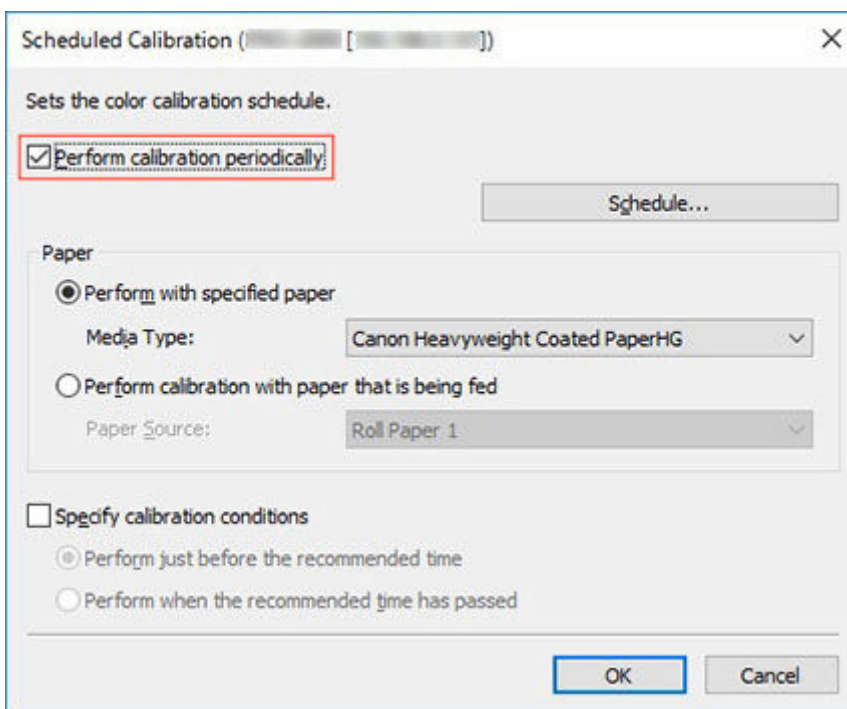 Scheduled Calibration ( [ ])
Sets the color calibration schedule.
Perform calibration periodically
Schedule...
Paper
Perform with specified paper
Media Type: Canon Heavyweight Coated PaperHG
Perform calibration with paper that is being fed
Paper Source: Roll Paper 1
Specify calibration conditions
Perform just before the recommended time
Perform when the recommended time has passed
OK Cancel